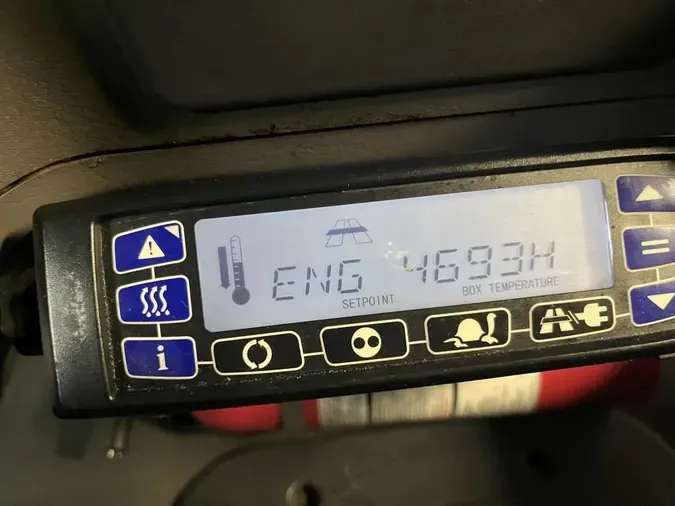 ENG 4693H
SETPOINT BOX TEMPERATURE
i